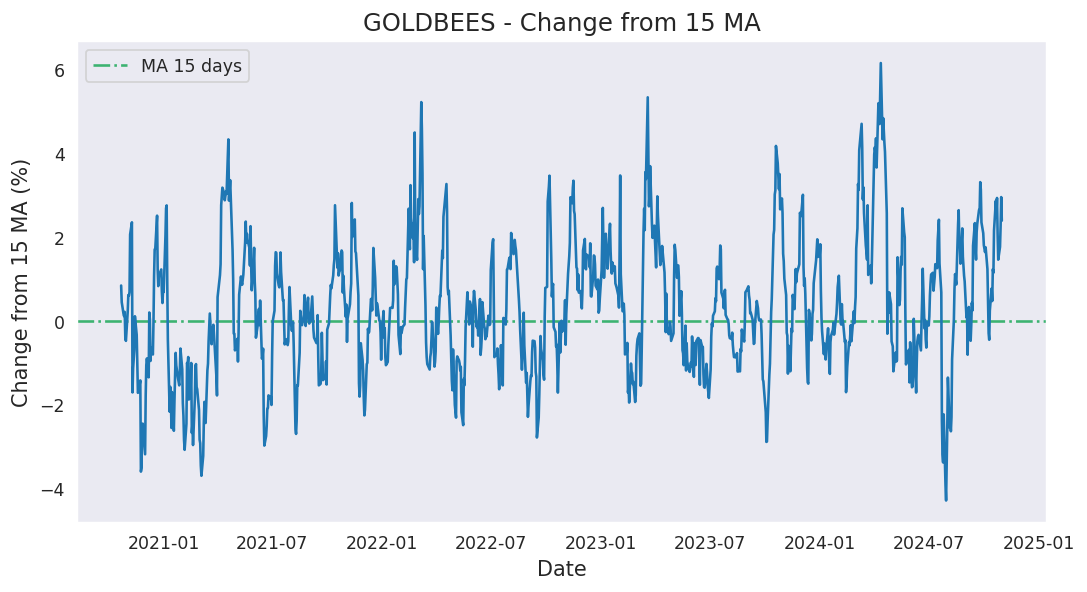 GOLDBEES - Change from 15 MA
MA 15 days
Change from 15 MA (%)
6
4
2
0
−2
−4
2021-01 2021-07 2022-01 2022-07 2023-01 2023-07 2024-01 2024-07 2025-01
Date